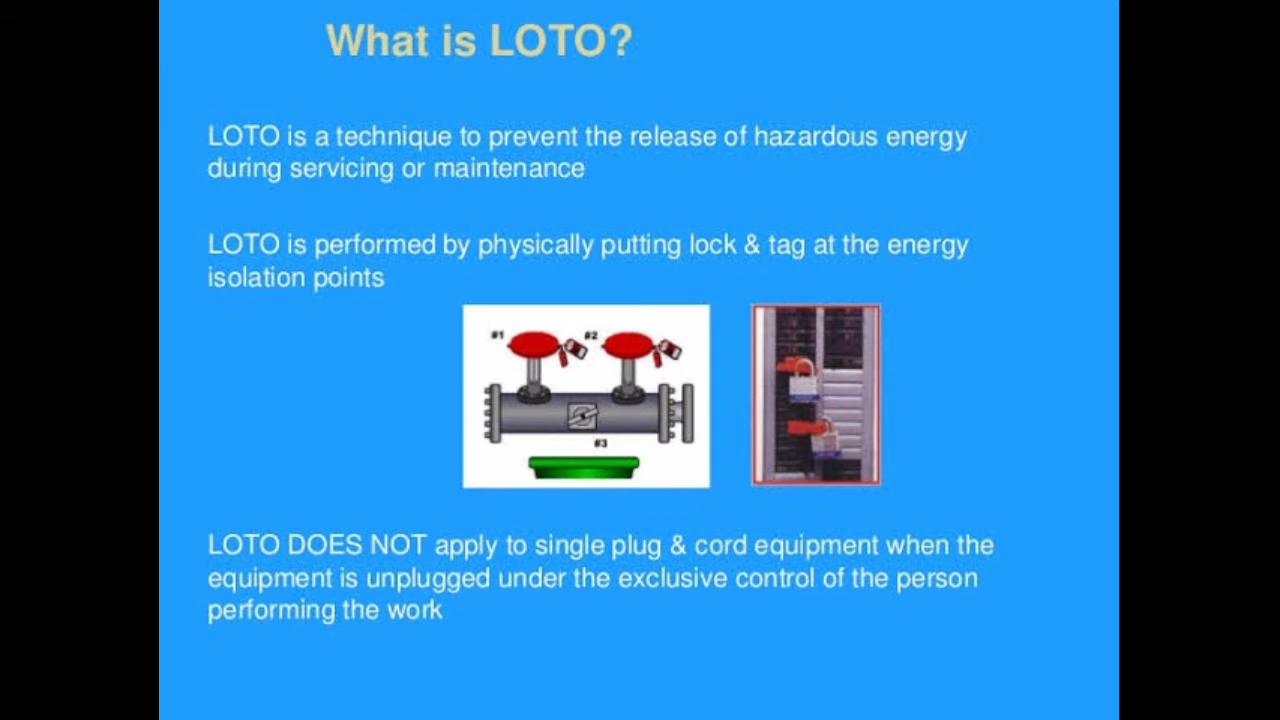 What is LOTO?
LOTO is a technique to prevent the release of hazardous energy
during servicing or maintenance
LOTO is performed by physically putting lock & tag at the energy
isolation points
#1 #2
#3
LOTO DOES NOT apply to single plug & cord equipment when the
equipment is unplugged under the exclusive control of the person
performing the work